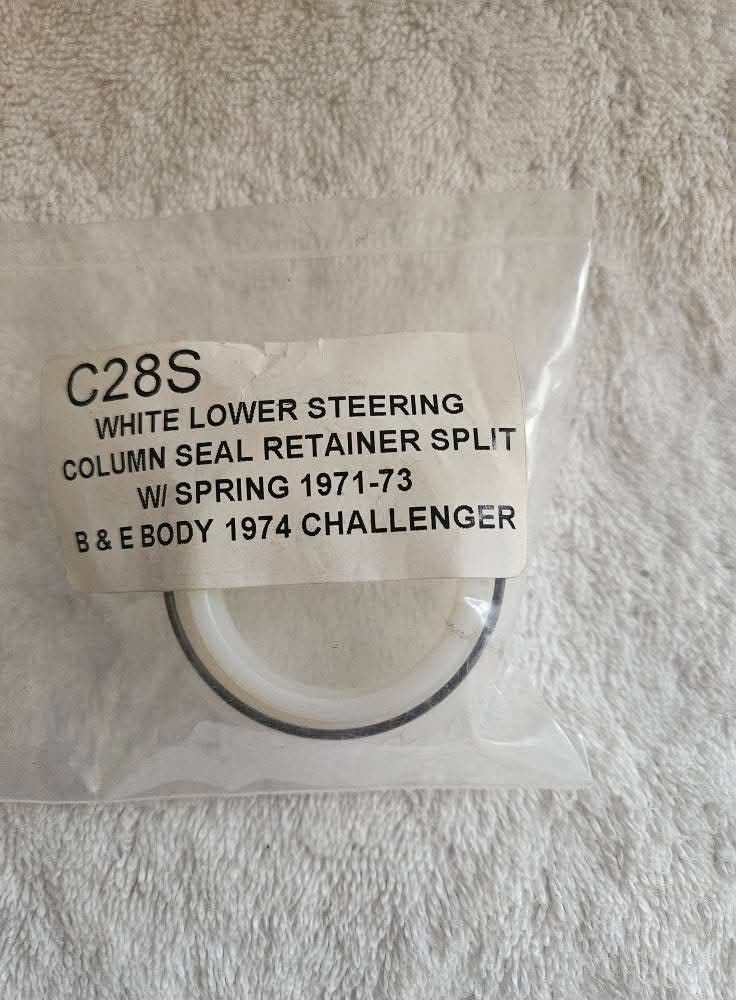 C28S
WHITE LOWER STEERING
COLUMN SEAL RETAINER SPLIT
W/ SPRING 1971-73
B & E BODY 1974 CHALLENGER